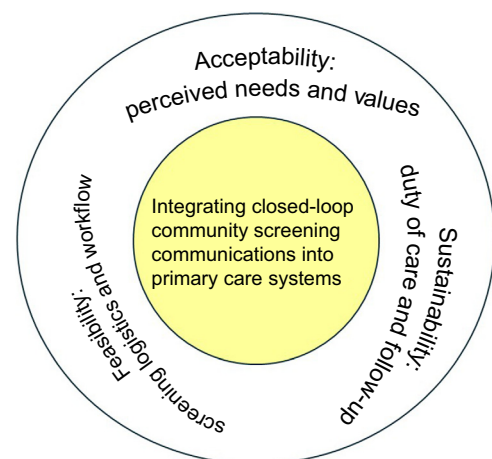 Acceptability:
perceived needs and values
Integrating closed-loop
community screening
communications into
primary care systems
Sustainability:
duty of care and follow-up
Feasibility:
screening logistics and workflow